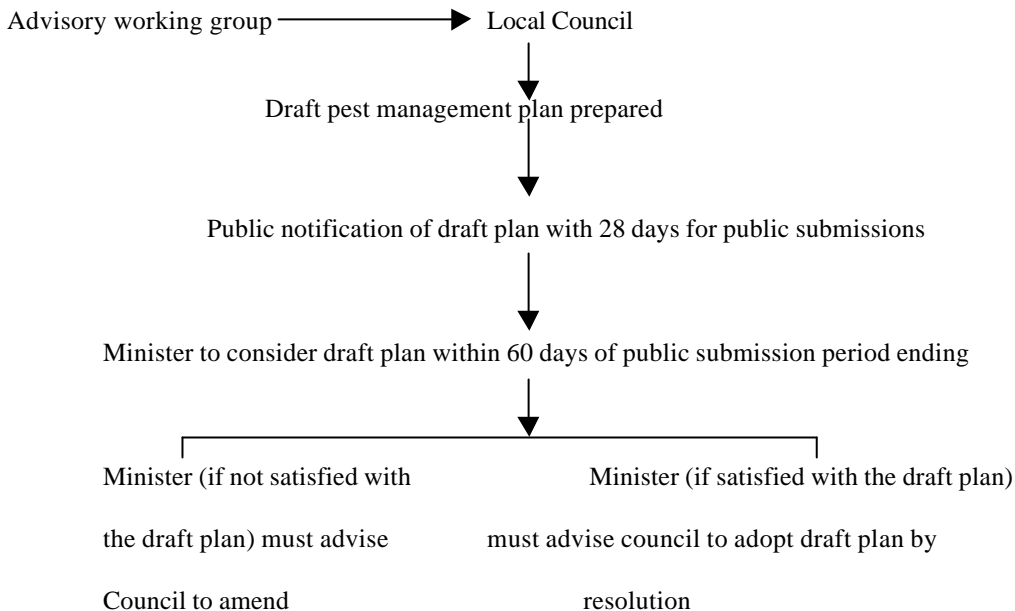 Advisory working group Local Council
Draft pest management plan prepared
Public notification of draft plan with 28 days for public submissions
Minister to consider draft plan within 60 days of public submission period ending
Minister (if not satisfied with
the draft plan) must advise
Council to amend
Minister (if satisfied with the draft plan)
must advise council to adopt draft plan by
resolution